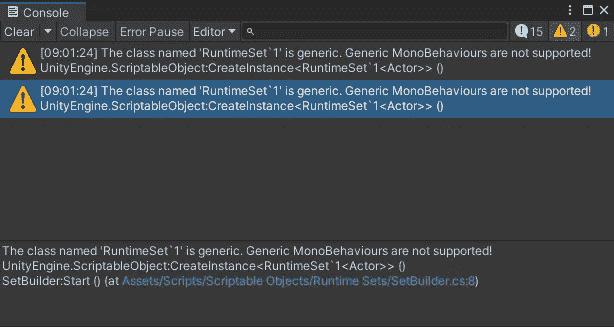 Console
Clear Collapse Error Pause Editor 15 2 1
[09:01:24] The class named 'RuntimeSet`1' is generic. Generic MonoBehaviours are not supported!
UnityEngine.ScriptableObject:CreateInstance<RuntimeSet`1<Actor>> ()
[09:01:24] The class named 'RuntimeSet`1' is generic. Generic MonoBehaviours are not supported!
UnityEngine.ScriptableObject:CreateInstance<RuntimeSet`1<Actor>> ()
The class named 'RuntimeSet`1' is generic. Generic MonoBehaviours are not supported!
UnityEngine.ScriptableObject:CreateInstance<RuntimeSet`1<Actor>> ()
SetBuilder:Start () (at Assets/Scripts/Scriptable Objects/Runtime Sets/SetBuilder.cs:8)